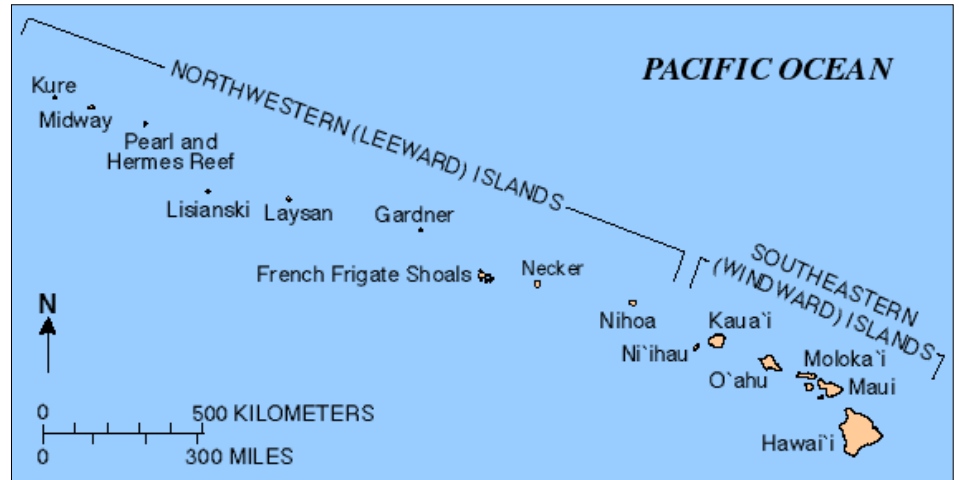 PACIFIC OCEAN
NORTHWESTERN (LEEWARD) ISLANDS
Kure
Midway
Pearl and
Hermes Reef
Lisianski
Laysan
Gardner
French Frigate Shoals
Necker
SOUTHEASTERN
(WINDWARD) ISLANDS
Nihoa
Kaua`i
Ni`ihau
O`ahu
Moloka`i
Maui
Hawai`i
N
0 500 KILOMETERS
0 300 MILES